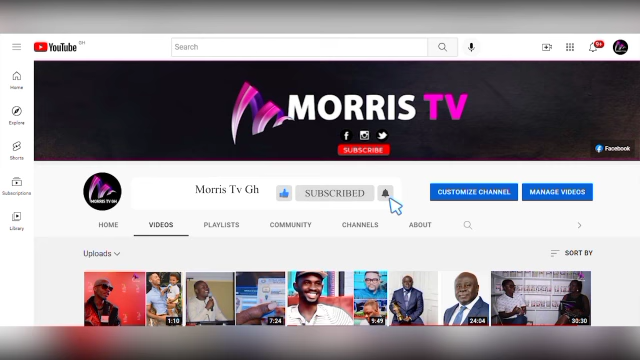 YouTube GH
Search
9+
Home
Explore
Shorts
Subscriptions
Library
MORRIS TV
SUBSCRIBE
Facebook
MORRIS TV GH
Morris Tv Gh
SUBSCRIBED
CUSTOMIZE CHANNEL
MANAGE VIDEOS
HOME
VIDEOS
PLAYLISTS
COMMUNITY
CHANNELS
ABOUT
Uploads
SORT BY
1:10
7:24
9:49
24:04
30:30